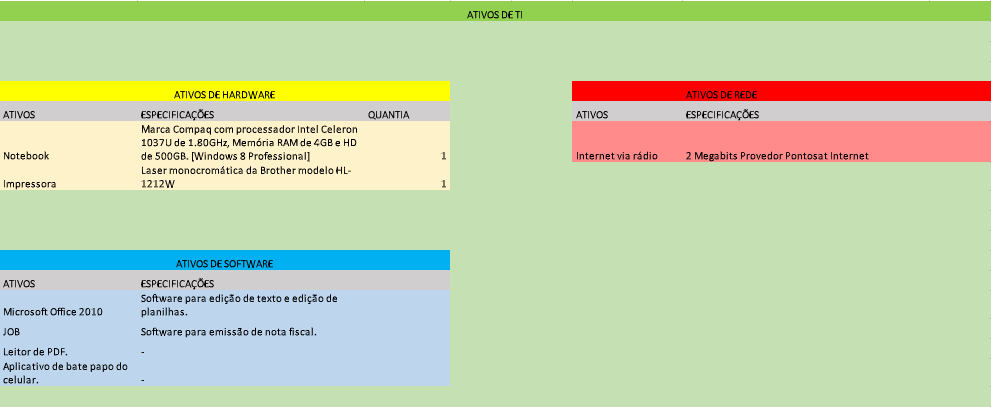 ATIVOS DE TI
ATIVOS DE HARDWARE
ATIVOS ESPECIFICAÇÕES QUANTIA
Marca Compaq com processador Intel Celeron
1037U de 1.80GHz, Memória RAM de 4GB e HD
Notebook de 500GB. [Windows 8 Professional] 1
Laser monocromática da Brother modelo HL-
Impressora 1212W 1
ATIVOS DE REDE
ATIVOS ESPECIFICAÇÕES
Internet via rádio 2 Megabits Provedor Pontosat Internet
ATIVOS DE SOFTWARE
ATIVOS ESPECIFICAÇÕES
Software para edição de texto e edição de
Microsoft Office 2010 planilhas.
JOB Software para emissão de nota fiscal.
Leitor de PDF. -
Aplicativo de bate papo do
celular. -